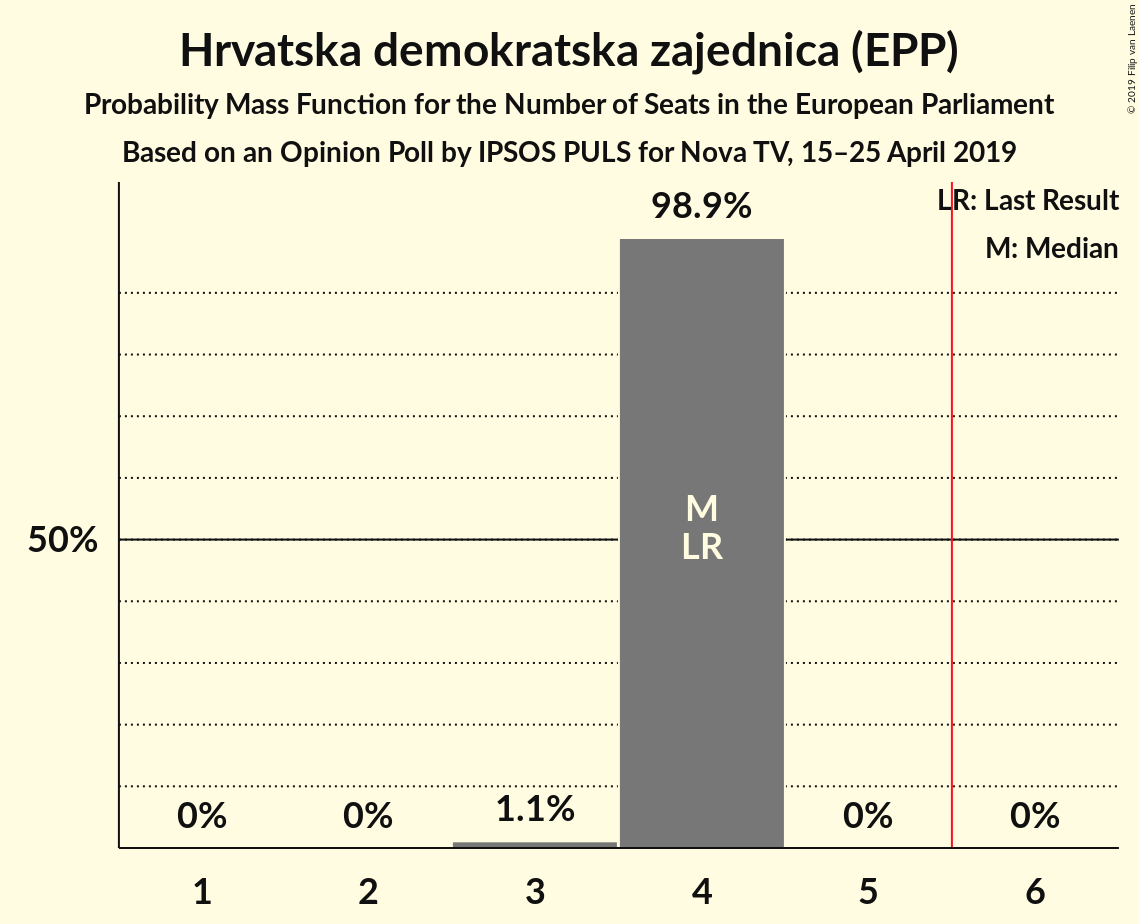 Hrvatska demokratska zajednica (EPP)
Probability Mass Function for the Number of Seats in the European Parliament
Based on an Opinion Poll by IPSOS PULS for Nova TV, 15–25 April 2019
© 2019 Filip van Laenen
LR: Last Result
M: Median
98.9%
M
LR
50%
0%
0%
1.1%
0%
0%
1
2
3
4
5
6